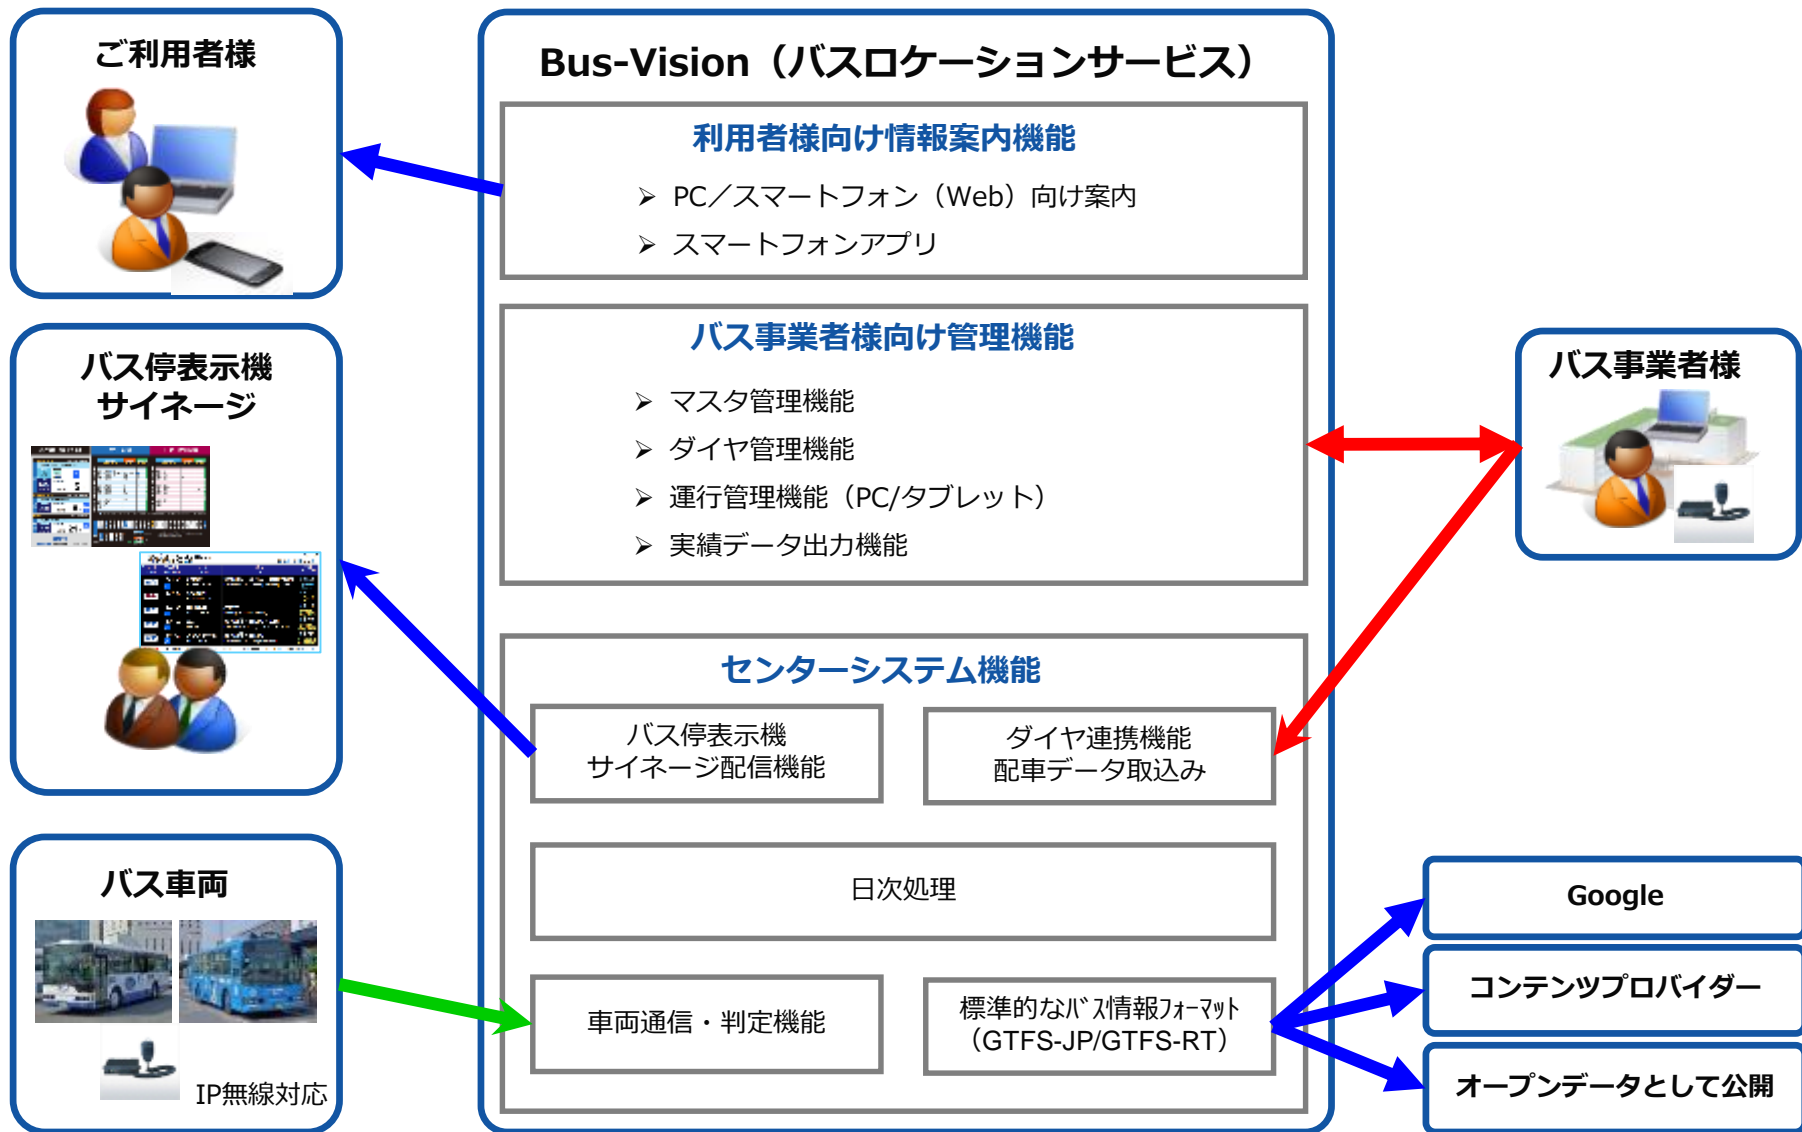 ご利用者様
バス停表示機
サイネージ
バス車両
IP無線対応
Bus-Vision（バスロケーションサービス）
利用者様向け情報案内機能
➢ PC／スマートフォン（Web）向け案内
➢ スマートフォンアプリ
バス事業者様向け管理機能
➢ マスタ管理機能
➢ ダイヤ管理機能
➢ 運行管理機能（PC/タブレット）
➢ 実績データ出力機能
センターシステム機能
バス停表示機
サイネージ配信機能
ダイヤ連携機能
配車データ取込み
日次処理
車両通信・判定機能
標準的なﾊﾞｽ情報ﾌｫｰﾏｯﾄ
（GTFS-JP/GTFS-RT）
バス事業者様
Google
コンテンツプロバイダー
オープンデータとして公開